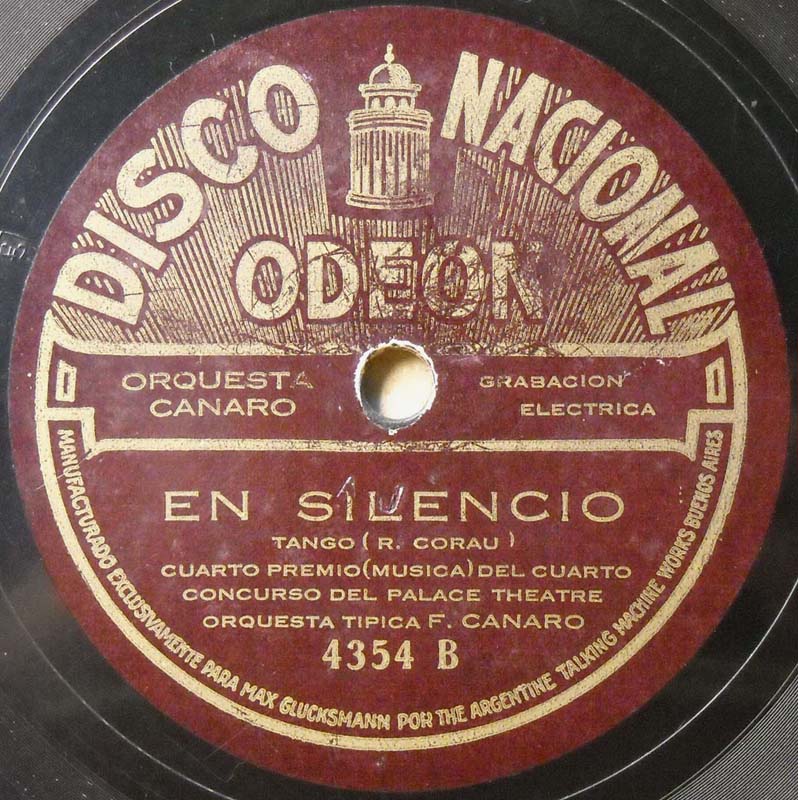 DISCO NACIONAL
ODEON
ORQUESTA
CANARO
GRABACION
ELECTRICA
EN SILENCIO
TANGO ( R. CORAU )
CUARTO PREMIO (MUSICA) DEL CUARTO
CONCURSO DEL PALACE THEATRE
ORQUESTA TIPICA F. CANARO
4354 B
MANUFACTURADO EXCLUSIVAMENTE PARA MAX GLUCKSMANN POR THE ARGENTINE TALKING MACHINE WORKS BUENOS AIRES